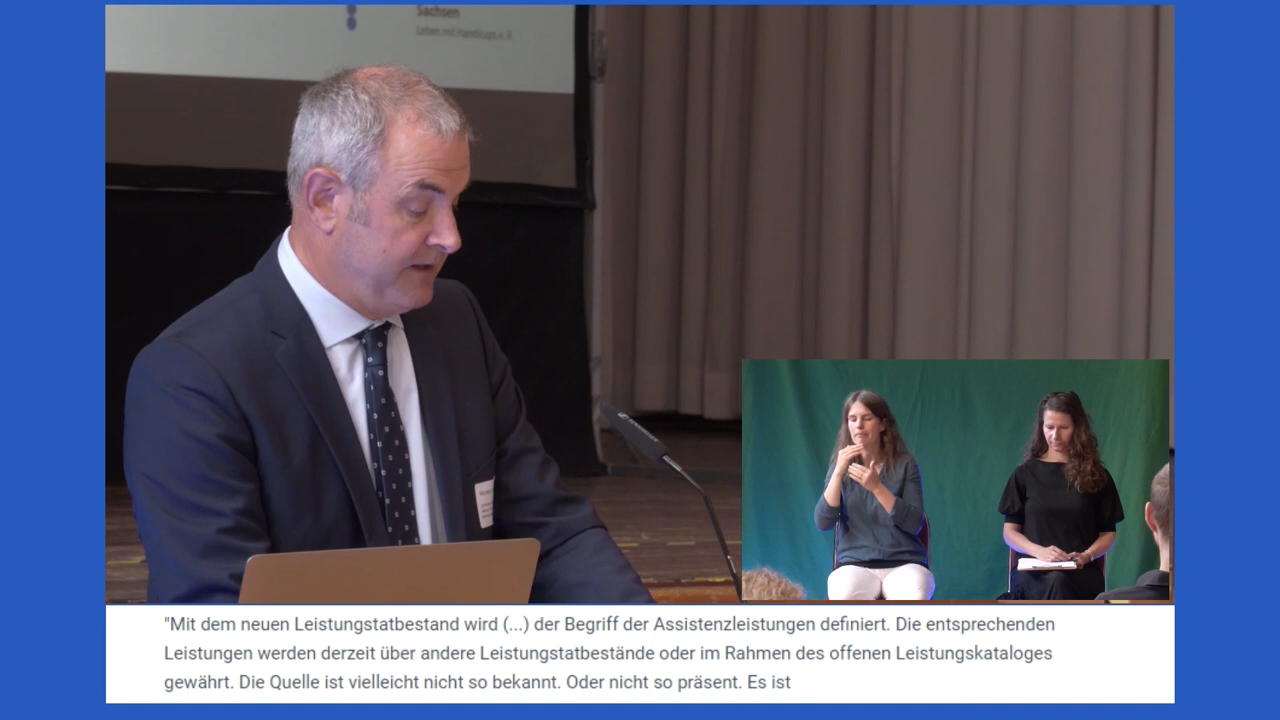 Sachsen
Leben mit Handicaps e.V.
"Mit dem neuen Leistungstatbestand wird (...) der Begriff der Assistenzleistungen definiert. Die entsprechenden
Leistungen werden derzeit über andere Leistungstatbestände oder im Rahmen des offenen Leistungskataloges
gewährt. Die Quelle ist vielleicht nicht so bekannt. Oder nicht so präsent. Es ist